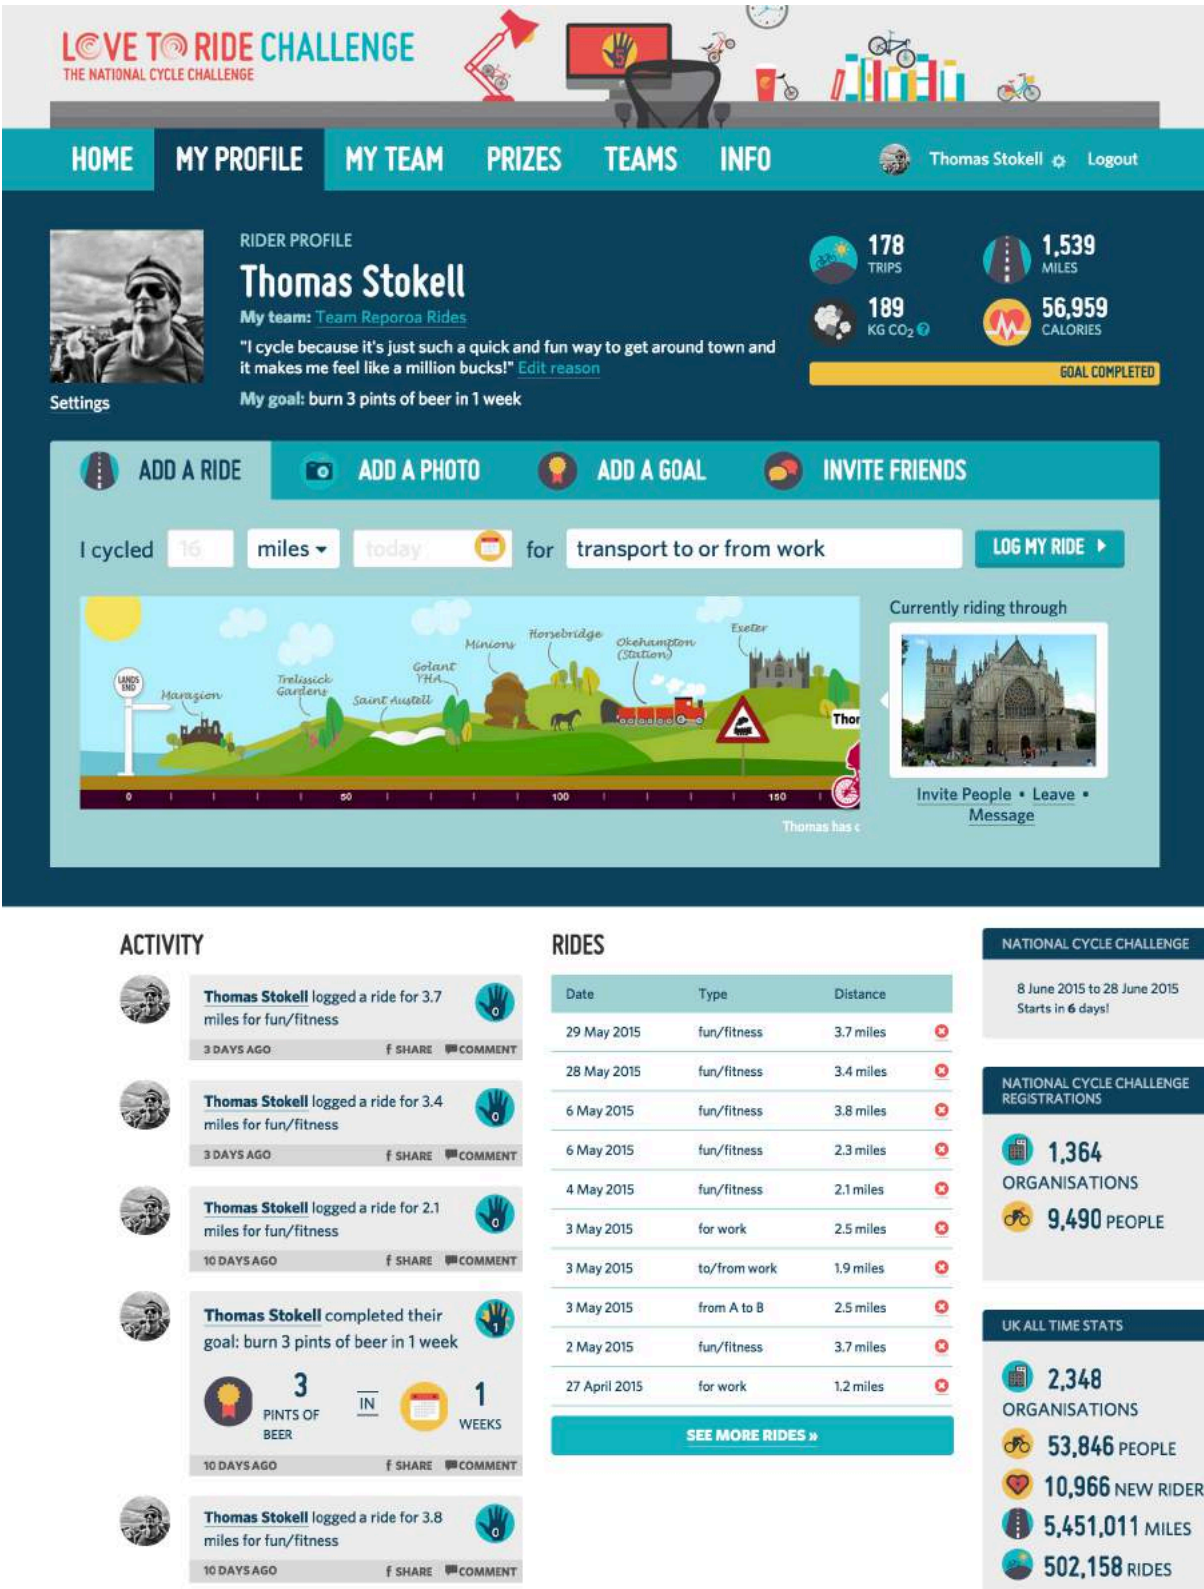 LOVE TO RIDE CHALLENGE
THE NATIONAL CYCLE CHALLENGE
5
HOME MY PROFILE MY TEAM PRIZES TEAMS INFO Thomas Stokell Logout
RIDER PROFILE
Thomas Stokell
My team: Team Reporoa Rides
"I cycle because it's just such a quick and fun way to get around town and
it makes me feel like a million bucks!" Edit reason
My goal: burn 3 pints of beer in 1 week
Settings
178
TRIPS
1,539
MILES
189
KG CO₂ ?
56,959
CALORIES
GOAL COMPLETED
ADD A RIDE ADD A PHOTO ADD A GOAL INVITE FRIENDS
I cycled 16 miles today for transport to or from work LOG MY RIDE
LANDS
END
Marazion
Trelissick
Gardens
Saint Austell
Golant
YHA
Minions
Horsebridge
Okehampton
(Station)
Exeter
Thor
0 50 100 150
Thomas has c
Currently riding through
Invite People • Leave •
Message
ACTIVITY
Thomas Stokell logged a ride for 3.7
miles for fun/fitness
0
3 DAYS AGO f SHARE COMMENT
Thomas Stokell logged a ride for 3.4
miles for fun/fitness
0
3 DAYS AGO f SHARE COMMENT
Thomas Stokell logged a ride for 2.1
miles for fun/fitness
0
10 DAYS AGO f SHARE COMMENT
Thomas Stokell completed their
goal: burn 3 pints of beer in 1 week
1
3
PINTS OF
BEER
IN
1
WEEKS
10 DAYS AGO f SHARE COMMENT
Thomas Stokell logged a ride for 3.8
miles for fun/fitness
0
10 DAYS AGO f SHARE COMMENT
RIDES
Date Type Distance
29 May 2015 fun/fitness 3.7 miles
28 May 2015 fun/fitness 3.4 miles
6 May 2015 fun/fitness 3.8 miles
6 May 2015 fun/fitness 2.3 miles
4 May 2015 fun/fitness 2.1 miles
3 May 2015 for work 2.5 miles
3 May 2015 to/from work 1.9 miles
3 May 2015 from A to B 2.5 miles
2 May 2015 fun/fitness 3.7 miles
27 April 2015 for work 1.2 miles
SEE MORE RIDES »
NATIONAL CYCLE CHALLENGE
8 June 2015 to 28 June 2015
Starts in 6 days!
NATIONAL CYCLE CHALLENGE
REGISTRATIONS
1,364
ORGANISATIONS
9,490 PEOPLE
UK ALL TIME STATS
2,348
ORGANISATIONS
53,846 PEOPLE
10,966 NEW RIDER
5,451,011 MILES
502,158 RIDES